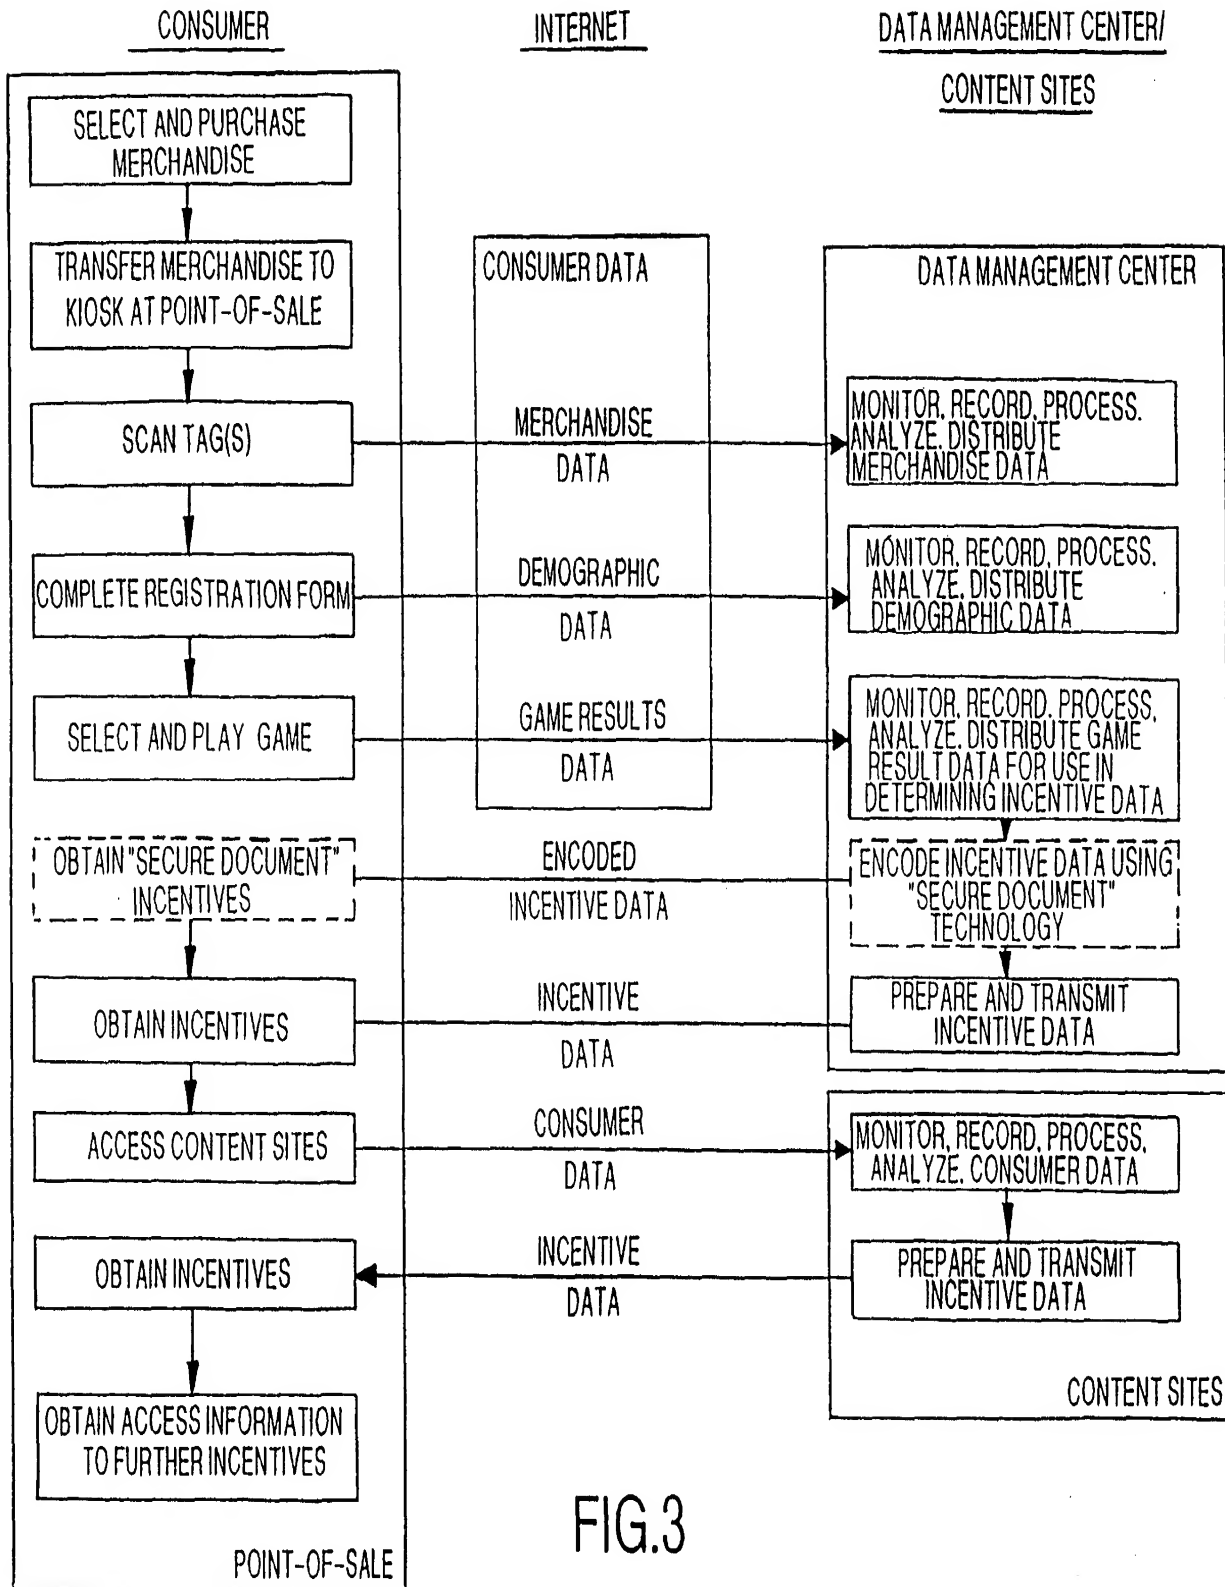 CONSUMER
INTERNET
DATA MANAGEMENT CENTER/
CONTENT SITES
SELECT AND PURCHASE
MERCHANDISE
TRANSFER MERCHANDISE TO
KIOSK AT POINT-OF-SALE
SCAN TAG(S)
COMPLETE REGISTRATION FORM
SELECT AND PLAY GAME
OBTAIN "SECURE DOCUMENT"
INCENTIVES
OBTAIN INCENTIVES
ACCESS CONTENT SITES
OBTAIN INCENTIVES
OBTAIN ACCESS INFORMATION
TO FURTHER INCENTIVES
POINT-OF-SALE
CONSUMER DATA
MERCHANDISE
DATA
DEMOGRAPHIC
DATA
GAME RESULTS
DATA
ENCODED
INCENTIVE DATA
INCENTIVE
DATA
CONSUMER
DATA
INCENTIVE
DATA
DATA MANAGEMENT CENTER
MONITOR, RECORD, PROCESS,
ANALYZE, DISTRIBUTE
MERCHANDISE DATA
MONITOR, RECORD, PROCESS,
ANALYZE, DISTRIBUTE
DEMOGRAPHIC DATA
MONITOR, RECORD, PROCESS,
ANALYZE, DISTRIBUTE GAME
RESULT DATA FOR USE IN
DETERMINING INCENTIVE DATA
ENCODE INCENTIVE DATA USING
"SECURE DOCUMENT"
TECHNOLOGY
PREPARE AND TRANSMIT
INCENTIVE DATA
MONITOR, RECORD, PROCESS,
ANALYZE, CONSUMER DATA
PREPARE AND TRANSMIT
INCENTIVE DATA
CONTENT SITES
FIG.3